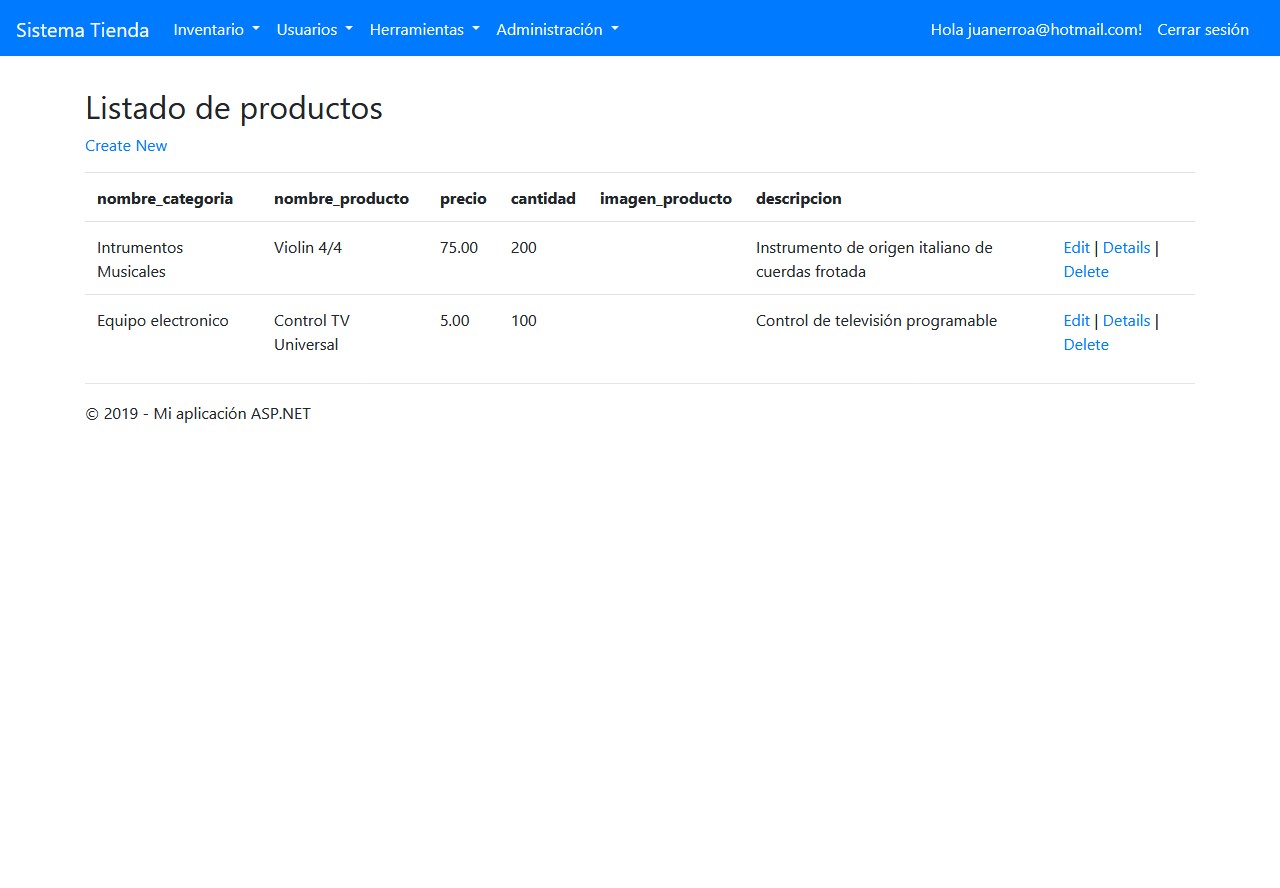 Sistema Tienda Inventario Usuarios Herramientas Administración Hola juanerroa@hotmail.com! Cerrar sesión
Listado de productos
Create New
nombre_categoria nombre_producto precio cantidad imagen_producto descripcion
Intrumentos Violin 4/4 75.00 200 Instrumento de origen italiano de Edit | Details |
Musicales cuerdas frotada Delete
Equipo electronico Control TV 5.00 100 Control de televisión programable Edit | Details |
Universal Delete
© 2019 - Mi aplicación ASP.NET